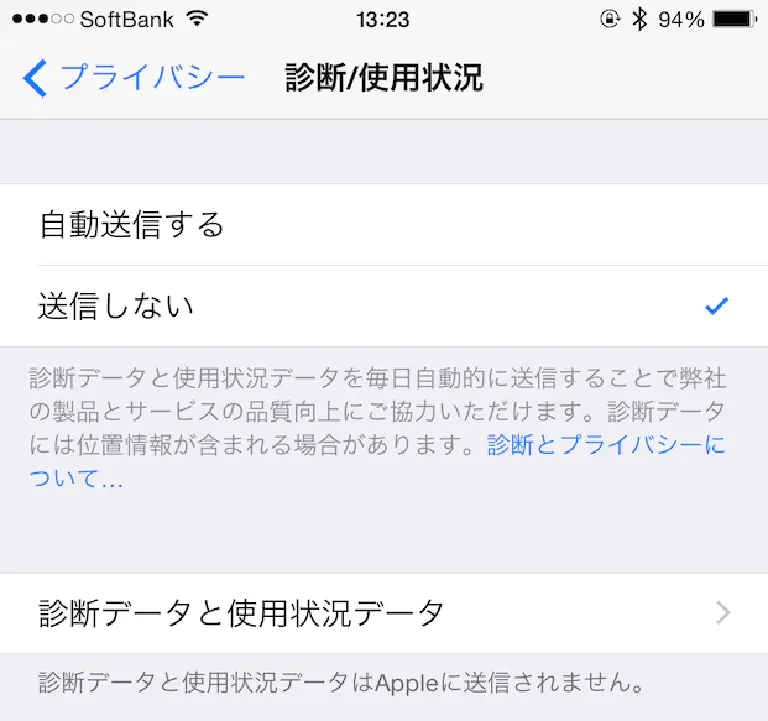 SoftBank 13:23 94%
プライバシー 診断/使用状況
自動送信する
送信しない
診断データと使用状況データを毎日自動的に送信することで弊社
の製品とサービスの品質向上にご協力いただけます。診断データ
には位置情報が含まれる場合があります。診断とプライバシーに
ついて...
診断データと使用状況データ
診断データと使用状況データはAppleに送信されません。